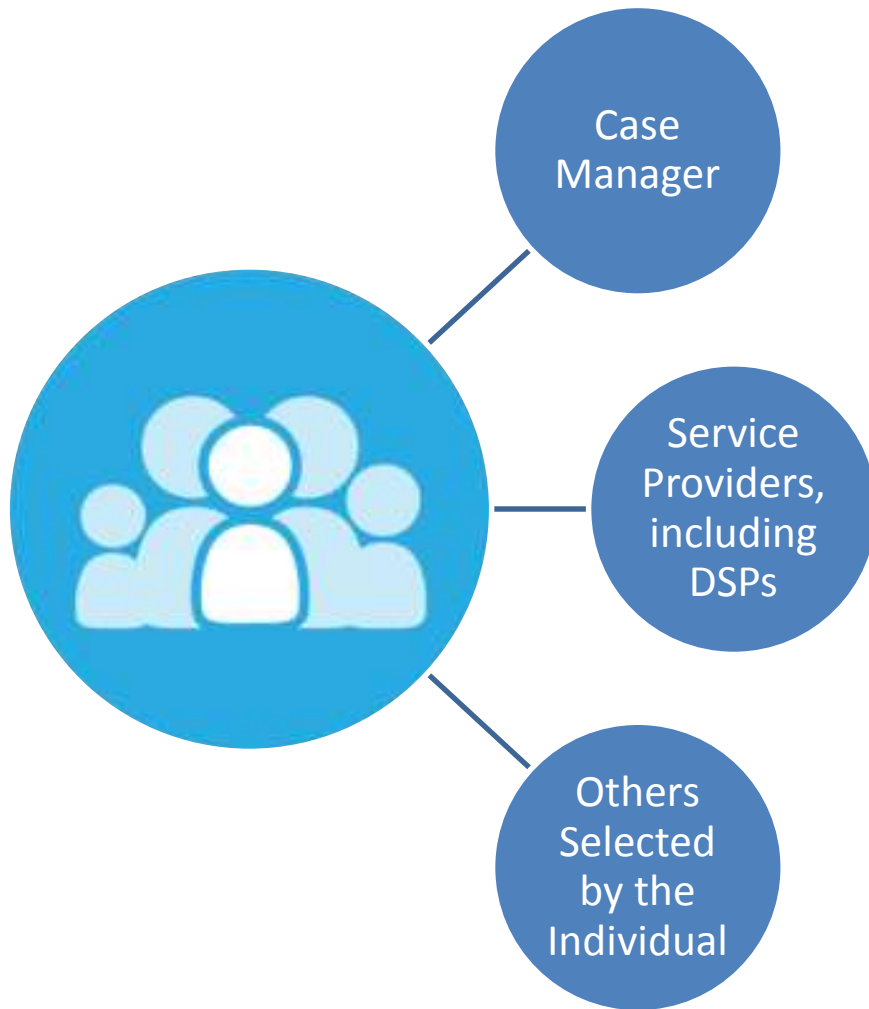 Case
Manager
Service
Providers,
including
DSPs
Others
Selected
by the
Individual